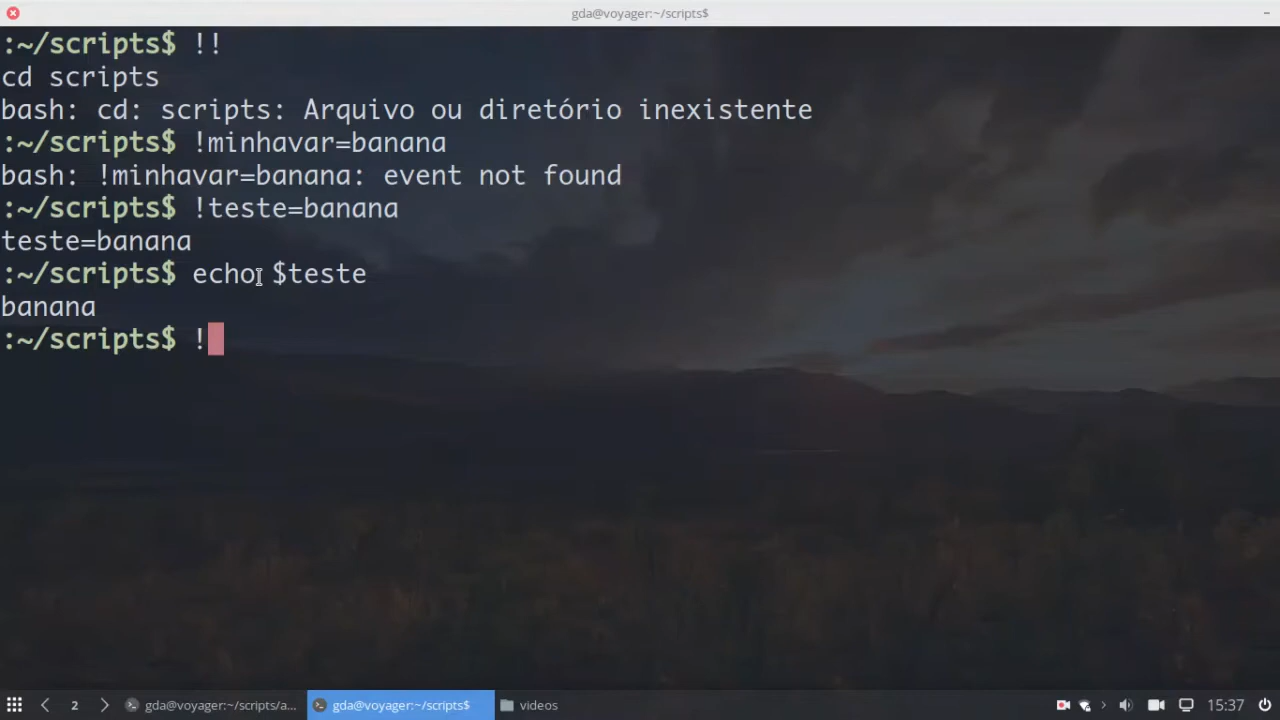 gda@voyager:~/scripts$
:~/scripts$ !!
cd scripts
bash: cd: scripts: Arquivo ou diretório inexistente
:~/scripts$ !minhavar=banana
bash: !minhavar=banana: event not found
:~/scripts$ !teste=banana
teste=banana
:~/scripts$ echo $teste
banana
:~/scripts$ !
2 gda@voyager:~/scripts/a... gda@voyager:~/scripts$ videos 15:37